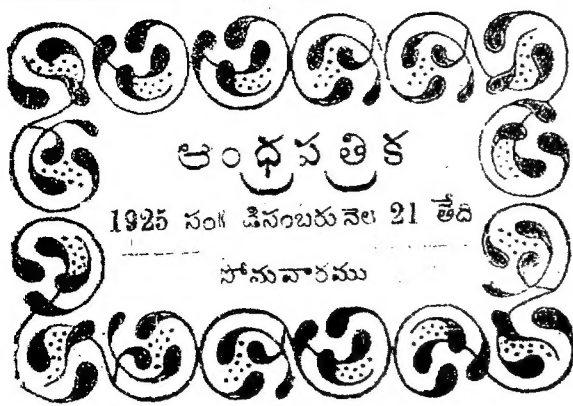 ఆంధ్రపత్రిక
1925 సం॥ డిసంబరు నెల 21 తేది
సోమవారము